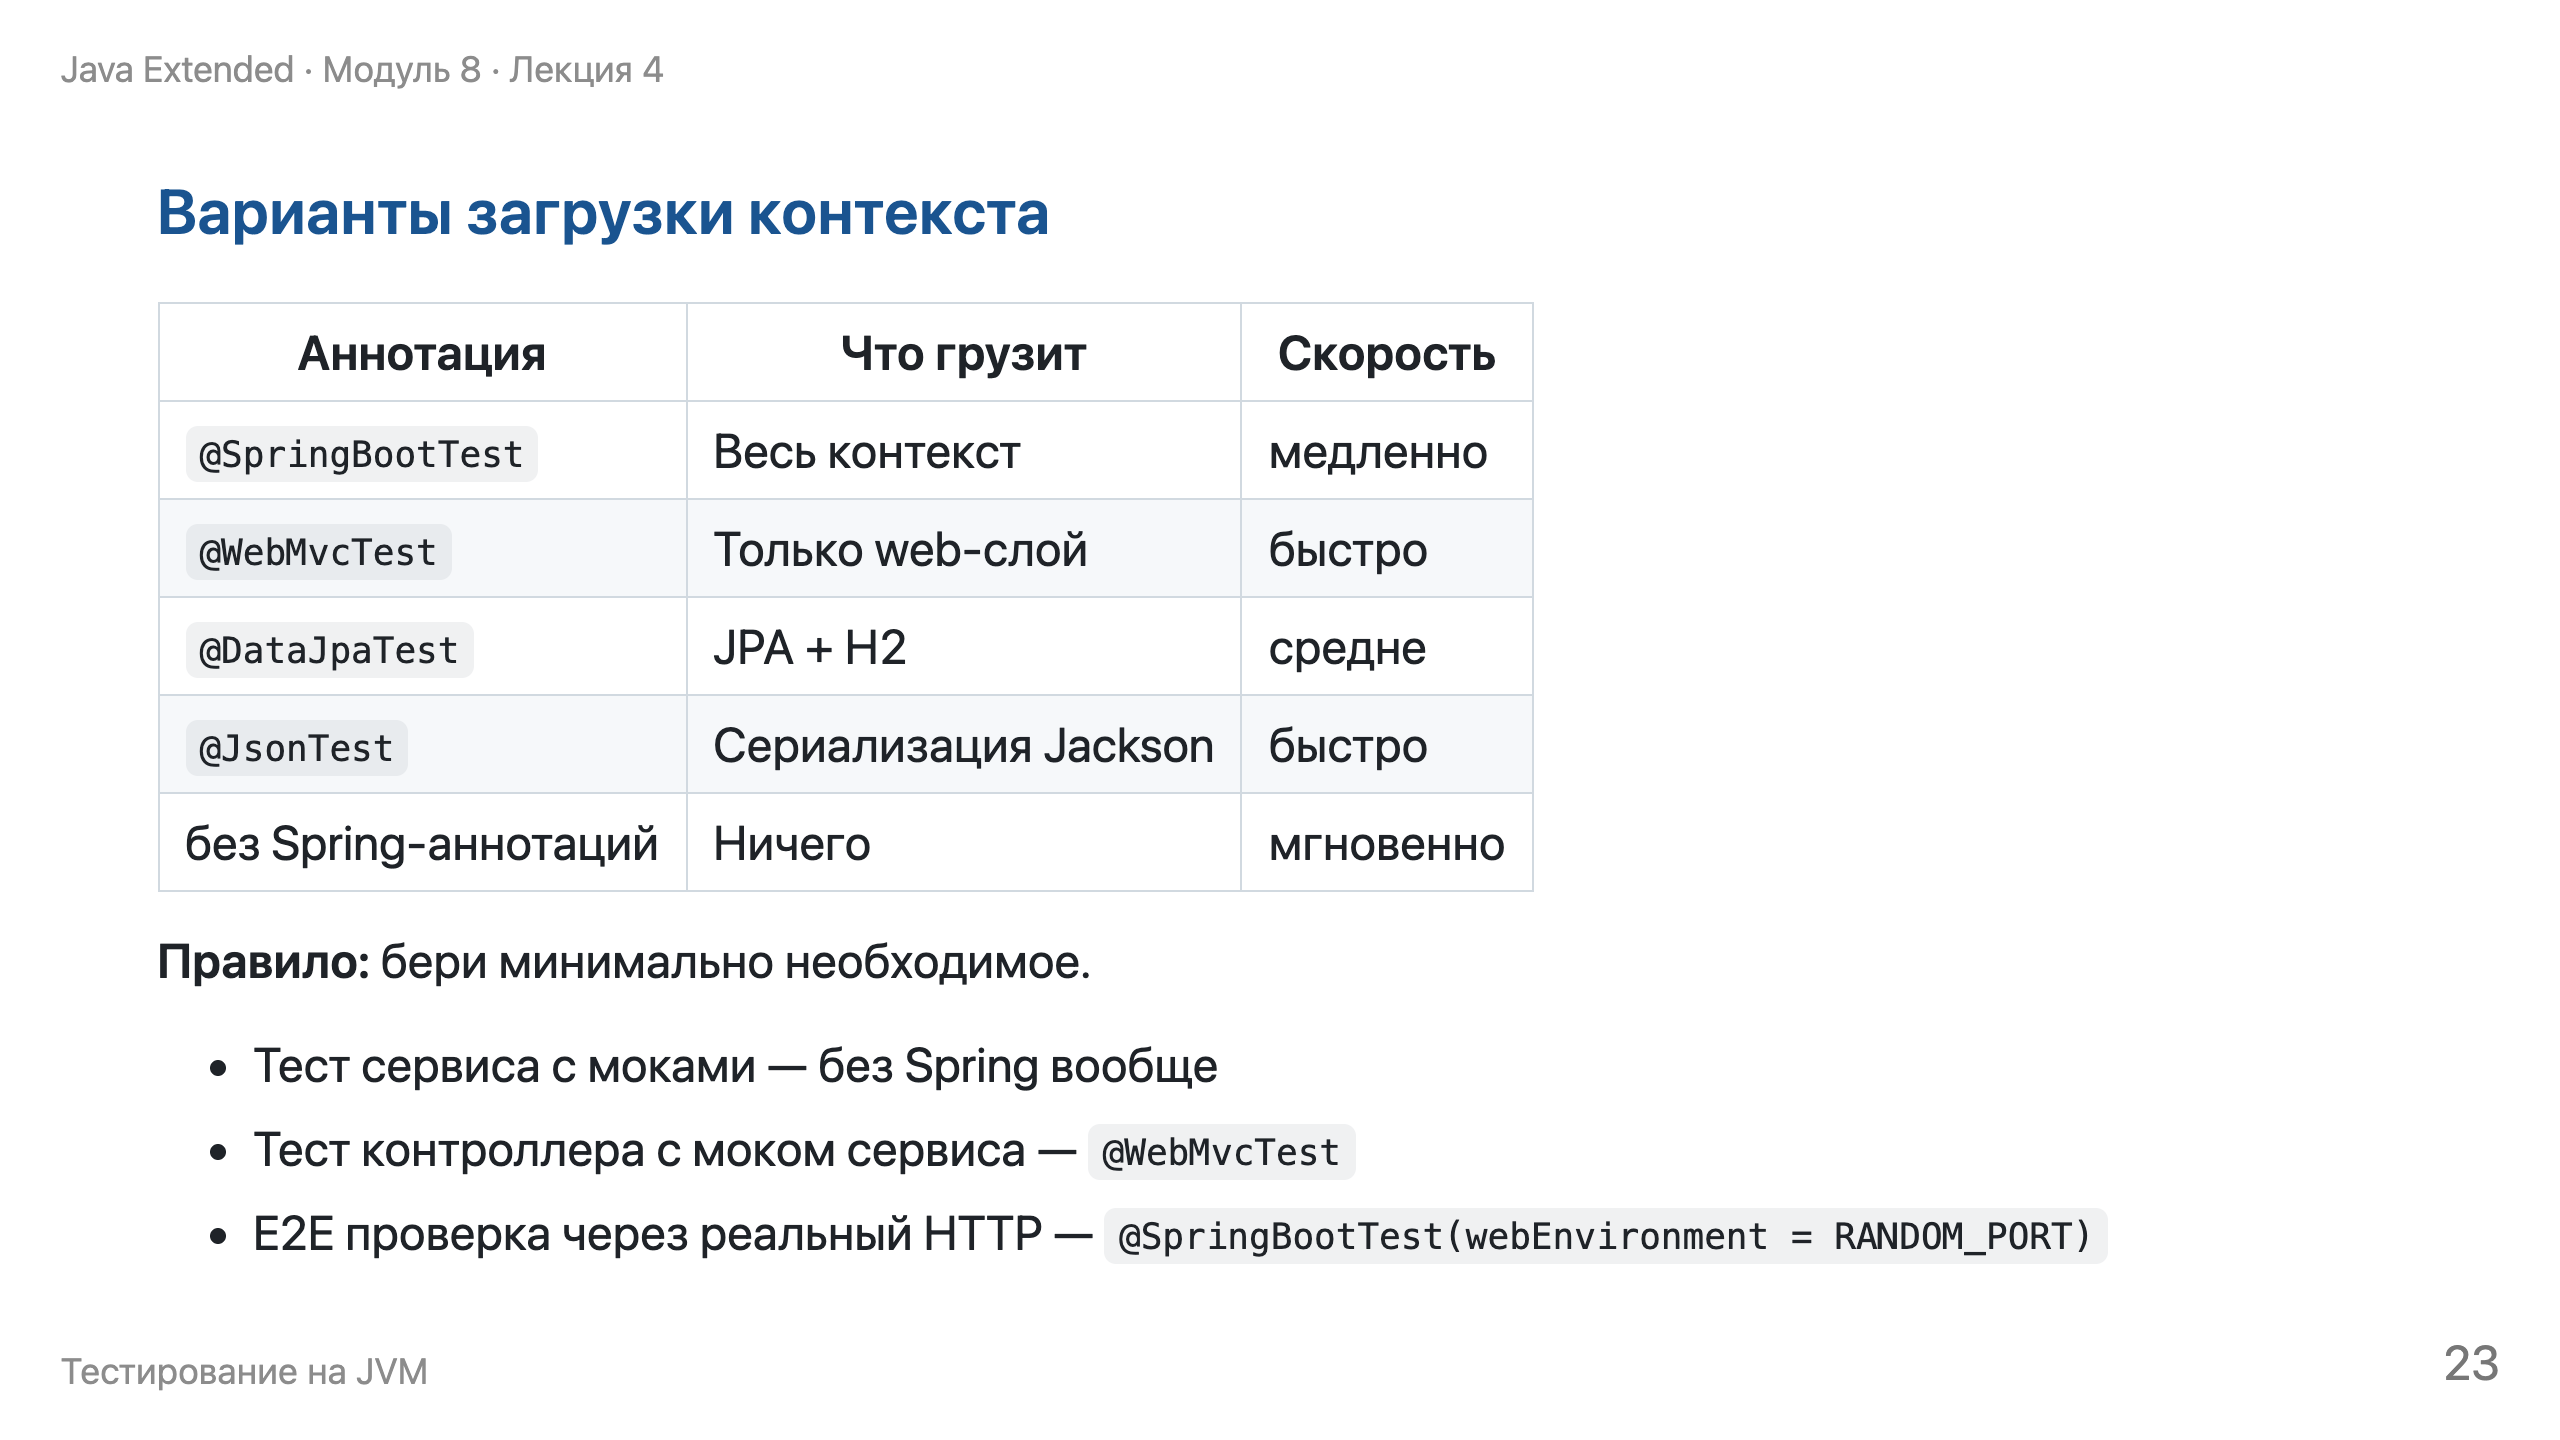 Java Extended · Модуль 8 · Лекция 4
Варианты загрузки контекста
Аннотация Что грузит Скорость
@SpringBootTest Весь контекст медленно
@WebMvcTest Только web-слой быстро
@DataJpaTest JPA + H2 средне
@JsonTest Сериализация Jackson быстро
без Spring-аннотаций Ничего мгновенно
Правило: бери минимально необходимое.
• Тест сервиса с моками — без Spring вообще
• Тест контроллера с моком сервиса — @WebMvcTest
• E2E проверка через реальный HTTP — @SpringBootTest(webEnvironment = RANDOM_PORT)
Тестирование на JVM
23